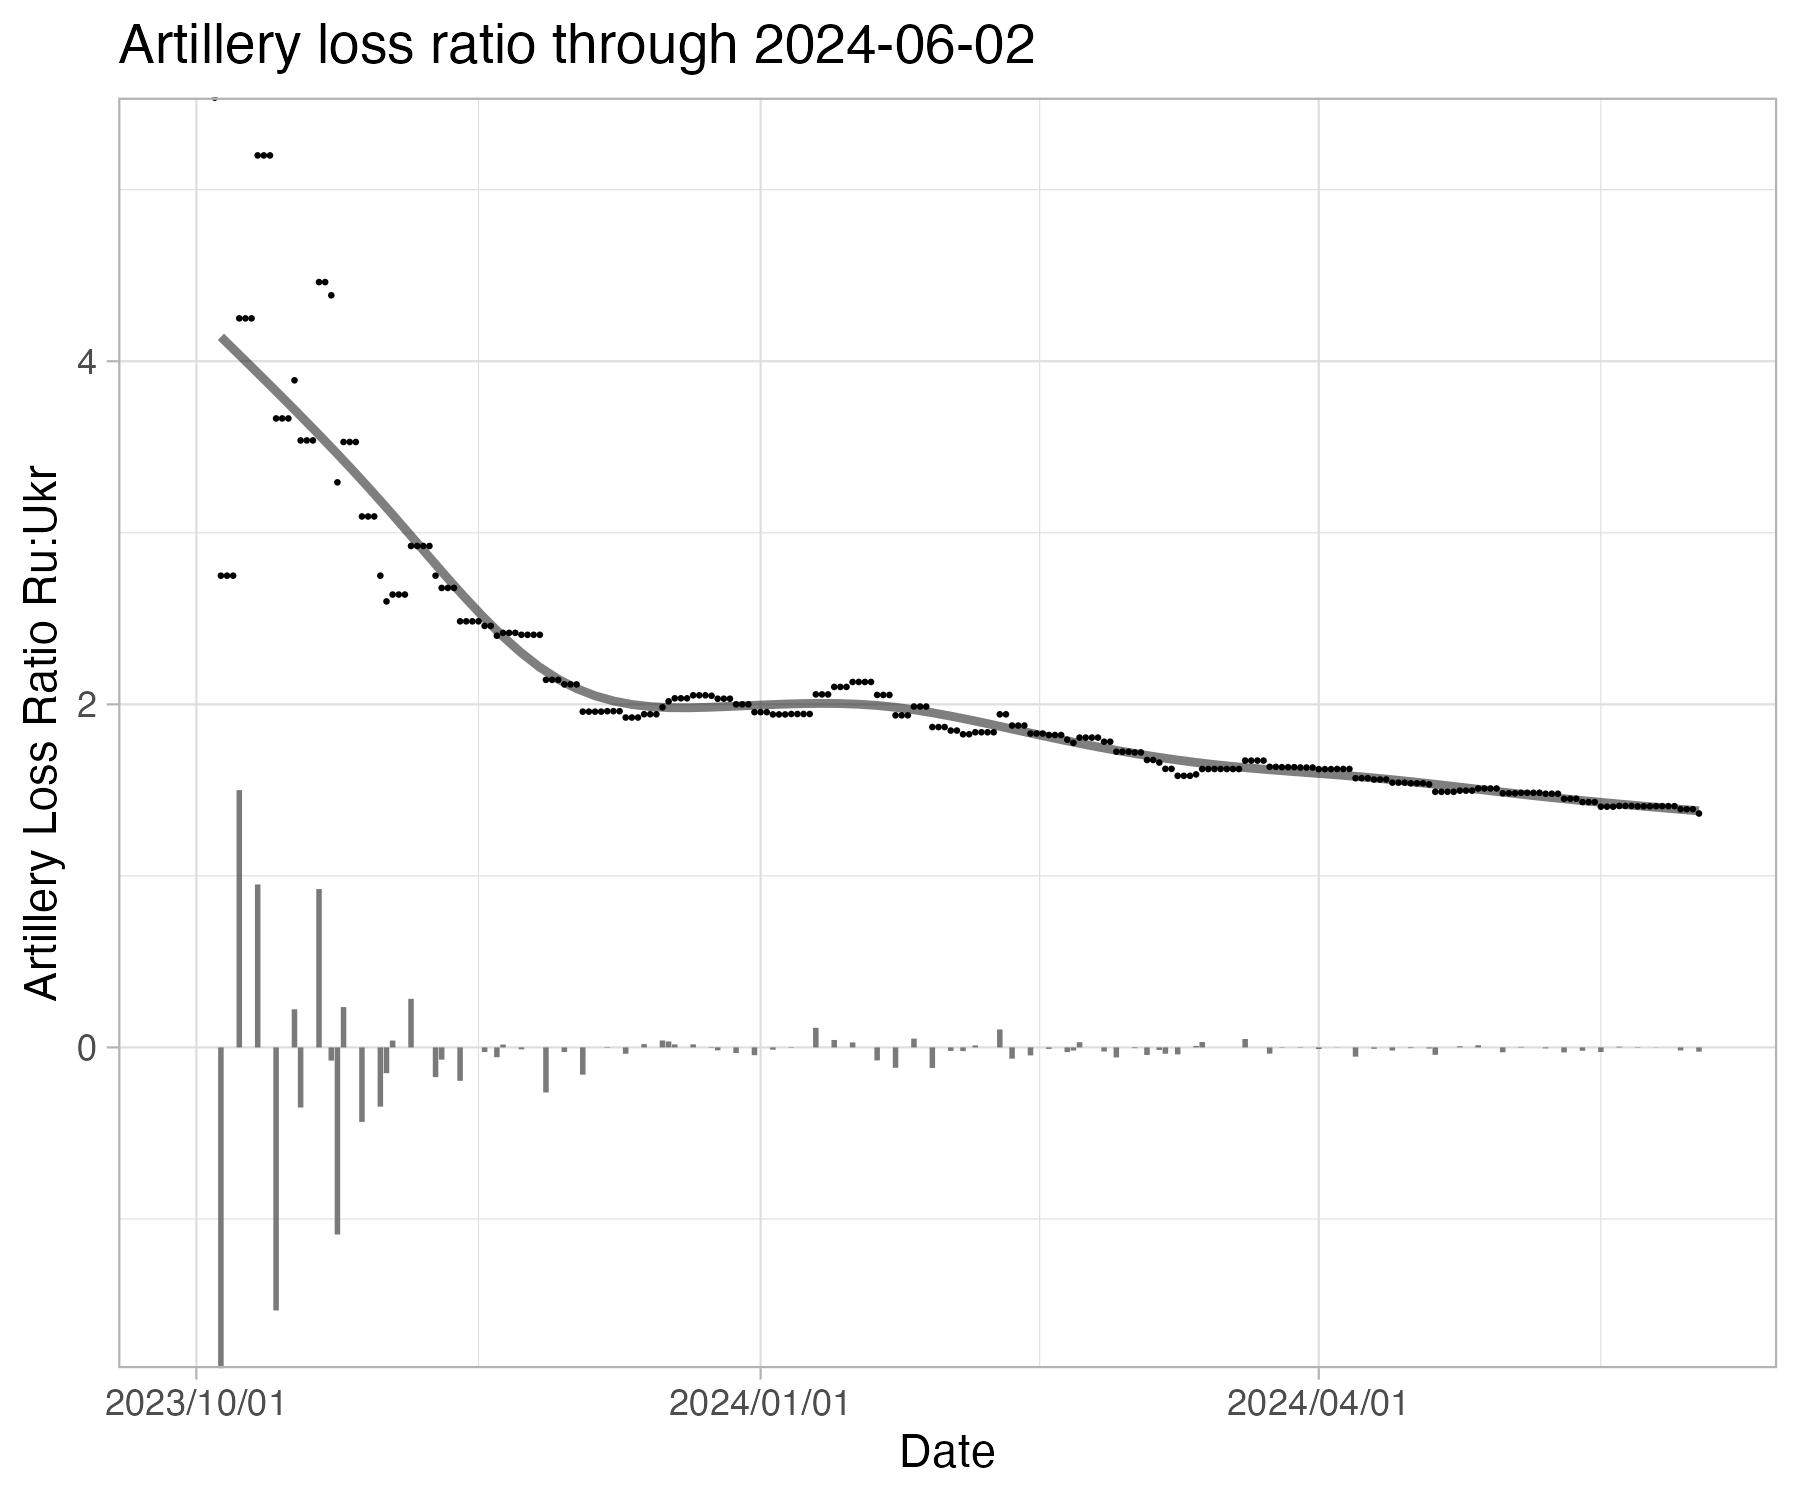 Artillery loss ratio through 2024-06-02
Artillery Loss Ratio Ru:Ukr
4
2
0
2023/10/01
2024/01/01
2024/04/01
Date